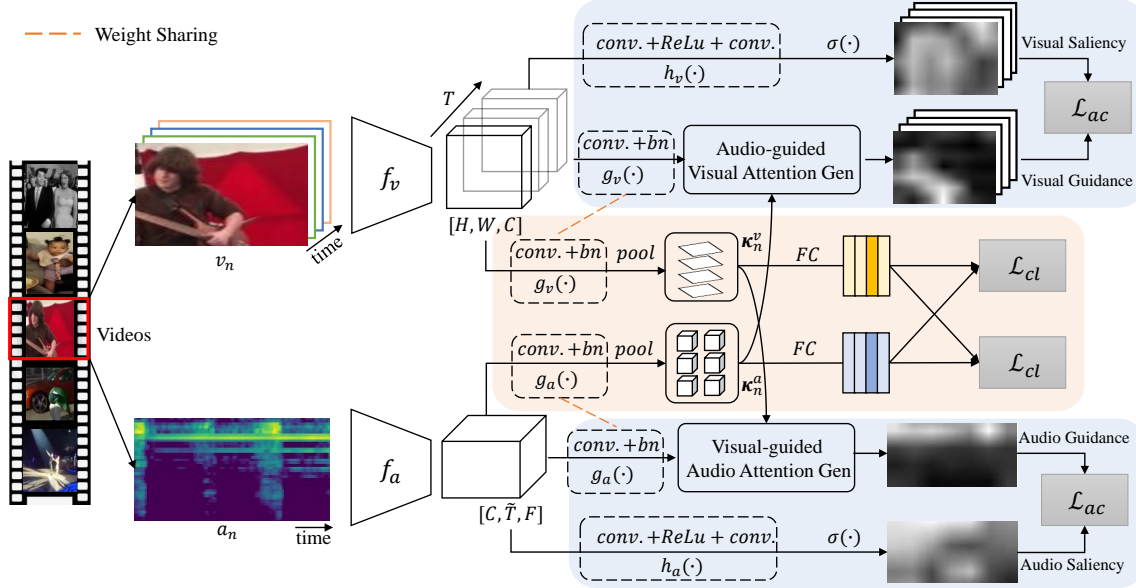 Weight Sharing
Videos
v_n
time
a_n
time
f_v
f_a
T
[H, W, C]
[C, T̃, F]
conv. +ReLu + conv.
h_v(·)
σ(·)
Visual Saliency
conv. +bn
g_v(·)
Audio-guided
Visual Attention Gen
Visual Guidance
ℒ_ac
conv. +bn
g_v(·)
pool
κ_n^v
FC
ℒ_cl
conv. +bn
g_a(·)
pool
κ_n^a
FC
ℒ_cl
conv. +bn
g_a(·)
Visual-guided
Audio Attention Gen
Audio Guidance
ℒ_ac
conv. +ReLu + conv.
h_a(·)
σ(·)
Audio Saliency